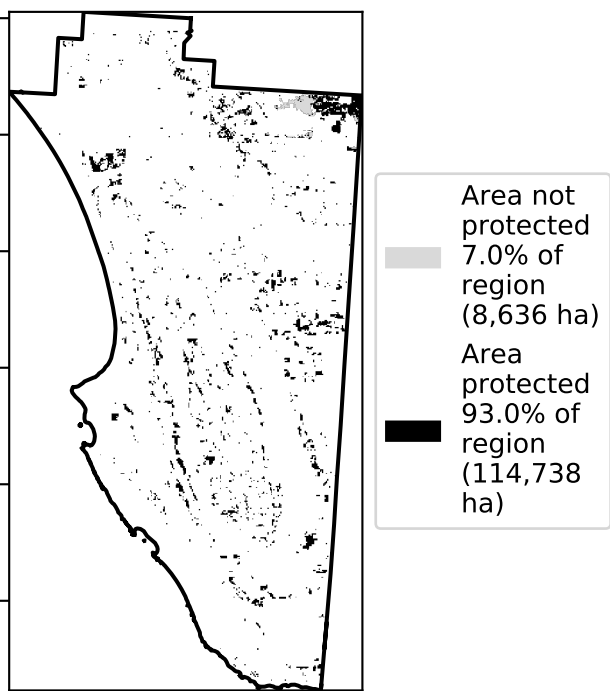 Area not
protected
7.0% of
region
(8,636 ha)
Area
protected
93.0% of
region
(114,738
ha)